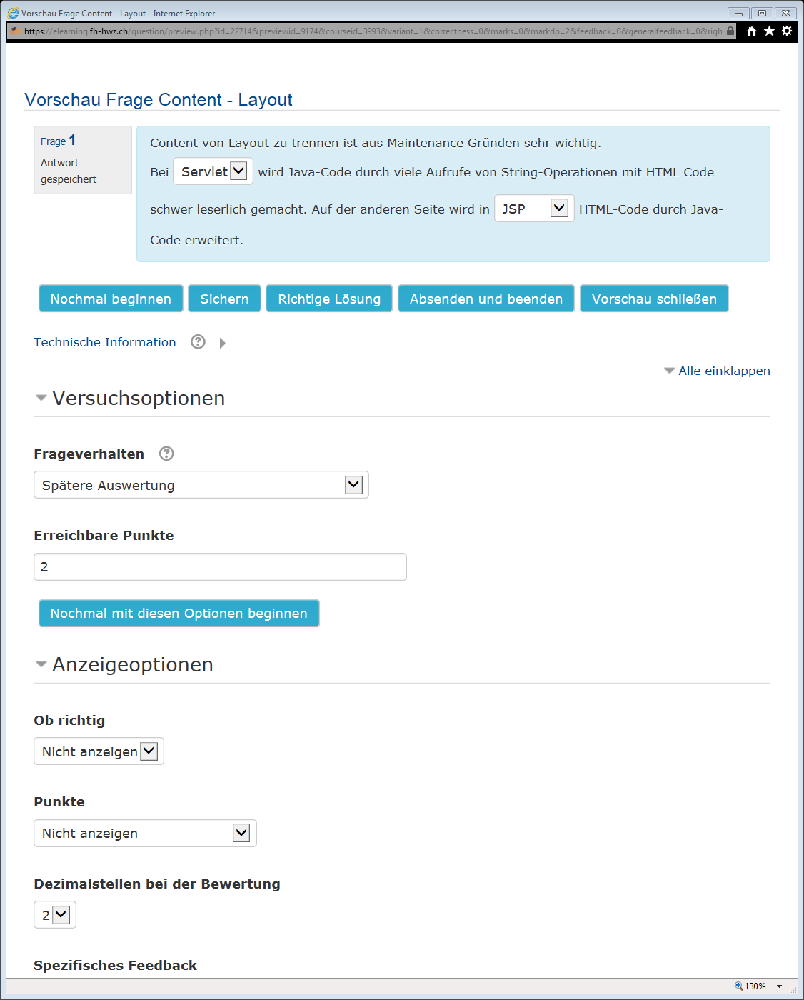 Vorschau Frage Content - Layout - Internet Explorer
https://elearning.fh-hwz.ch/question/preview.php?id=22714&previewid=9174&courseid=3993&variant=1&correctness=0&marks=0&markdp=2&feedback=0&generalfeedback=0&righ
Vorschau Frage Content - Layout
Frage 1
Antwort
gespeichert
Content von Layout zu trennen ist aus Maintenance Gründen sehr wichtig.
Bei Servlet wird Java-Code durch viele Aufrufe von String-Operationen mit HTML Code
schwer leserlich gemacht. Auf der anderen Seite wird in JSP HTML-Code durch Java-
Code erweitert.
Nochmal beginnen Sichern Richtige Lösung Absenden und beenden Vorschau schließen
Technische Information
Alle einklappen
Versuchsoptionen
Frageverhalten
Spätere Auswertung
Erreichbare Punkte
2
Nochmal mit diesen Optionen beginnen
Anzeigeoptionen
Ob richtig
Nicht anzeigen
Punkte
Nicht anzeigen
Dezimalstellen bei der Bewertung
2
Spezifisches Feedback
130%